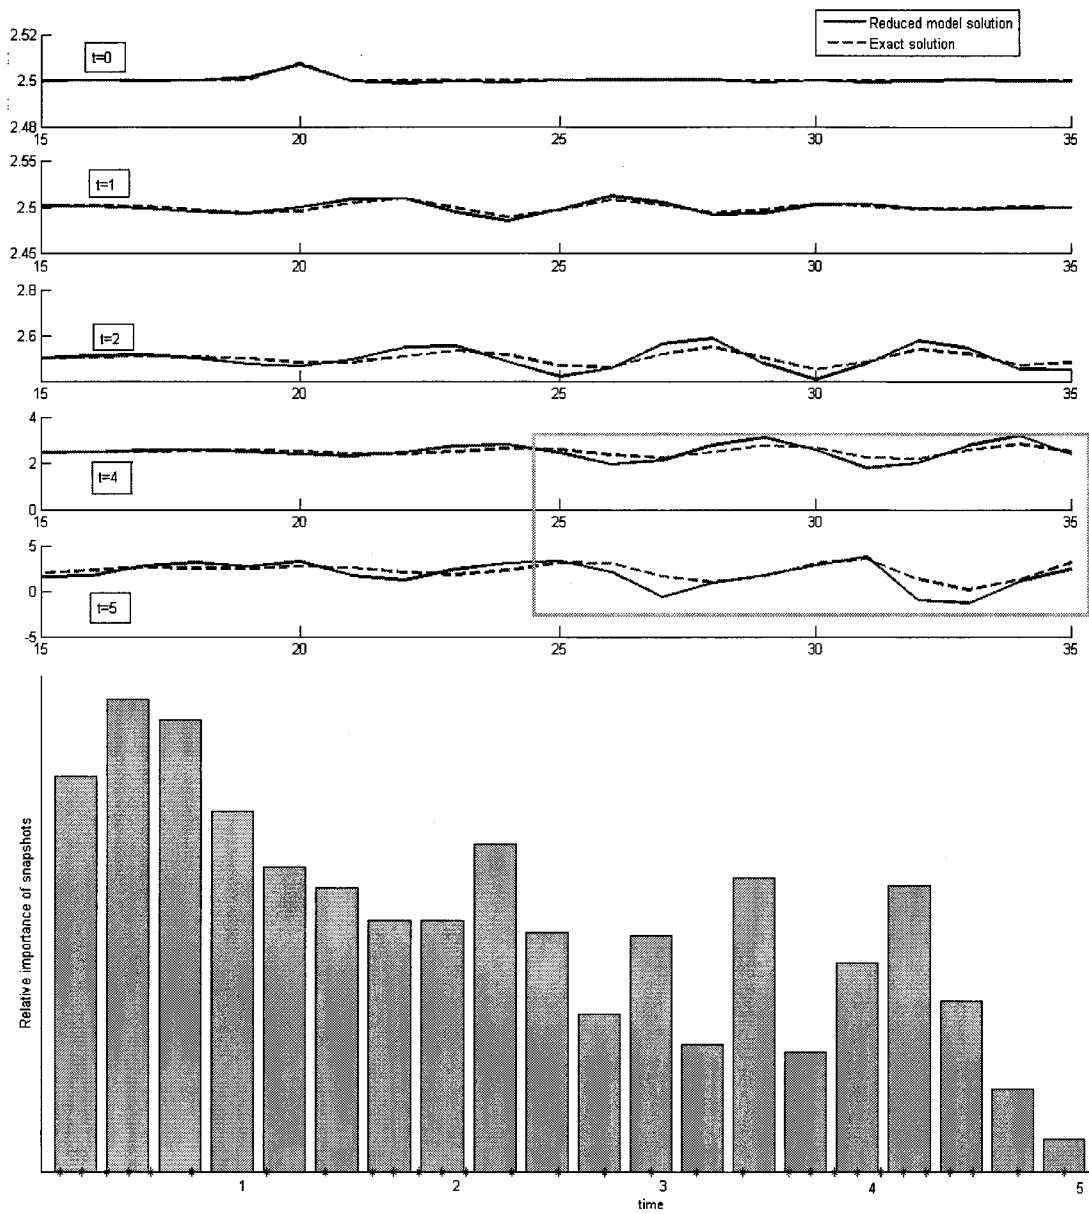 Reduced model solution
Exact solution
2.52
2.5
2.48
t=0
15 20 25 30 35
2.55
2.5
2.45
t=1
15 20 25 30 35
2.8
2.6
t=2
15 20 25 30 35
4
2
0
t=4
15 20 25 30 35
5
0
-5
t=5
15 20 25 30 35
Relative importance of snapshots
1 2 3 4 5
time